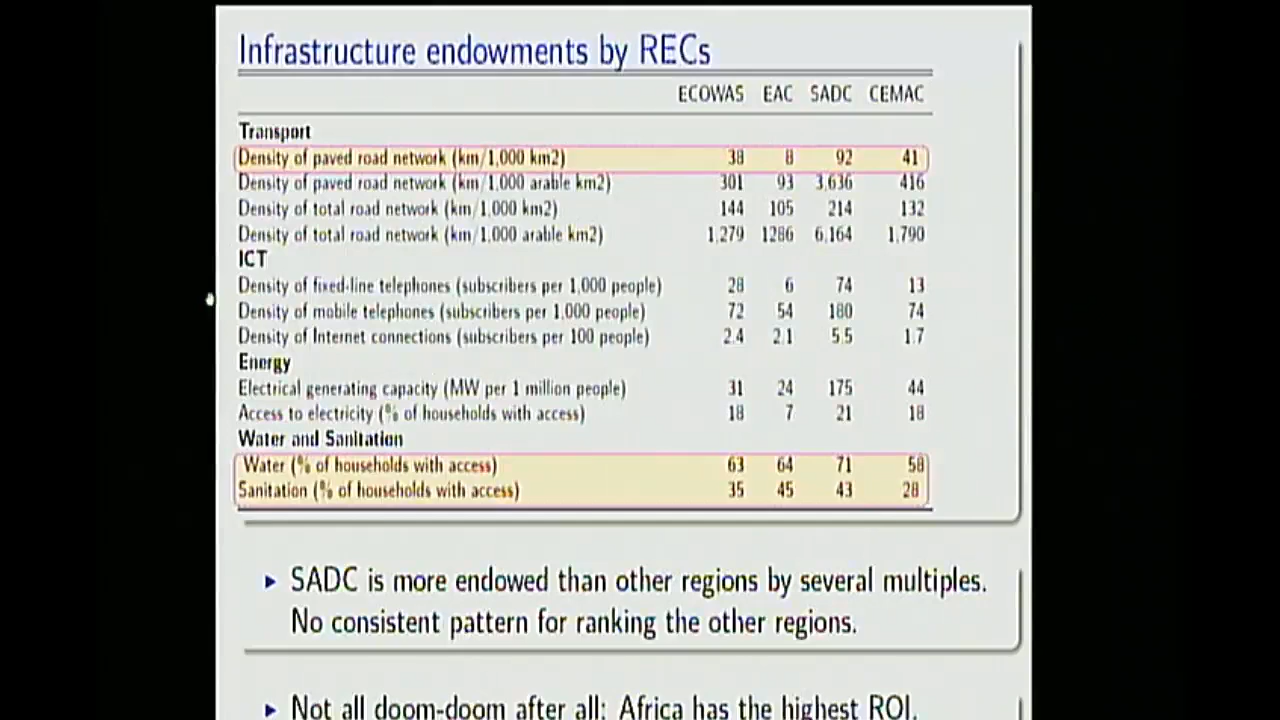 Infrastructure endowments by RECs
ECOWAS EAC SADC CEMAC
Transport
Density of paved road network (km/1,000 km2) 38 8 92 41
Density of paved road network (km/1,000 arable km2) 301 93 3,636 416
Density of total road network (km/1,000 km2) 144 105 214 132
Density of total road network (km/1,000 arable km2) 1,279 1286 6,164 1,790
ICT
Density of fixed-line telephones (subscribers per 1,000 people) 28 6 74 13
Density of mobile telephones (subscribers per 1,000 people) 72 54 180 74
Density of Internet connections (subscribers per 100 people) 2.4 2.1 5.5 1.7
Energy
Electrical generating capacity (MW per 1 million people) 31 24 175 44
Access to electricity (% of households with access) 18 7 21 18
Water and Sanitation
Water (% of households with access) 63 64 71 58
Sanitation (% of households with access) 35 45 43 28
▸ SADC is more endowed than other regions by several multiples.
No consistent pattern for ranking the other regions.
▸ Not all doom-doom after all: Africa has the highest ROI.